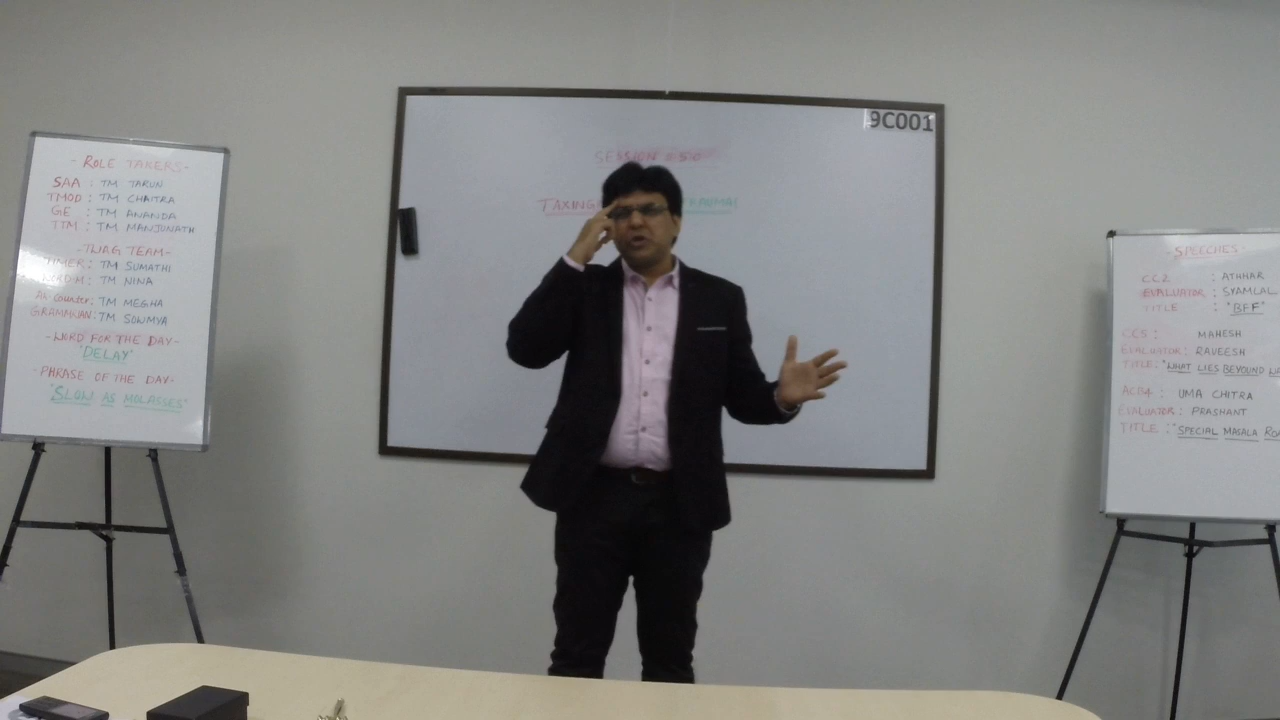 - ROLE TAKERS -
SAA : TM TARUN
TMOD : TM CHAITRA
GE : TM ANANDA
TTM : TM MANJUNATH
- TWAG TEAM -
TIMER : TM SUMATHI
TM NINA
Ah Counter : TM MEGHA
GRAMMARIAN : TM SOWMYA
- WORD FOR THE DAY -
"DELAY"
- PHRASE OF THE DAY -
"SLOW AS MOLASSES"
9C001
SESSION # 50
TAXING
- SPEECHES -
CC2 : ATHHAR
EVALUATOR : SYAMLAL
TITLE : "BFF"
CC5 : MAHESH
EVALUATOR : RAVEESH
TITLE : "WHAT LIES BEYOUND
ACB4 : UMA CHITRA
EVALUATOR : PRASHANT
TITLE : "SPECIAL MASALA